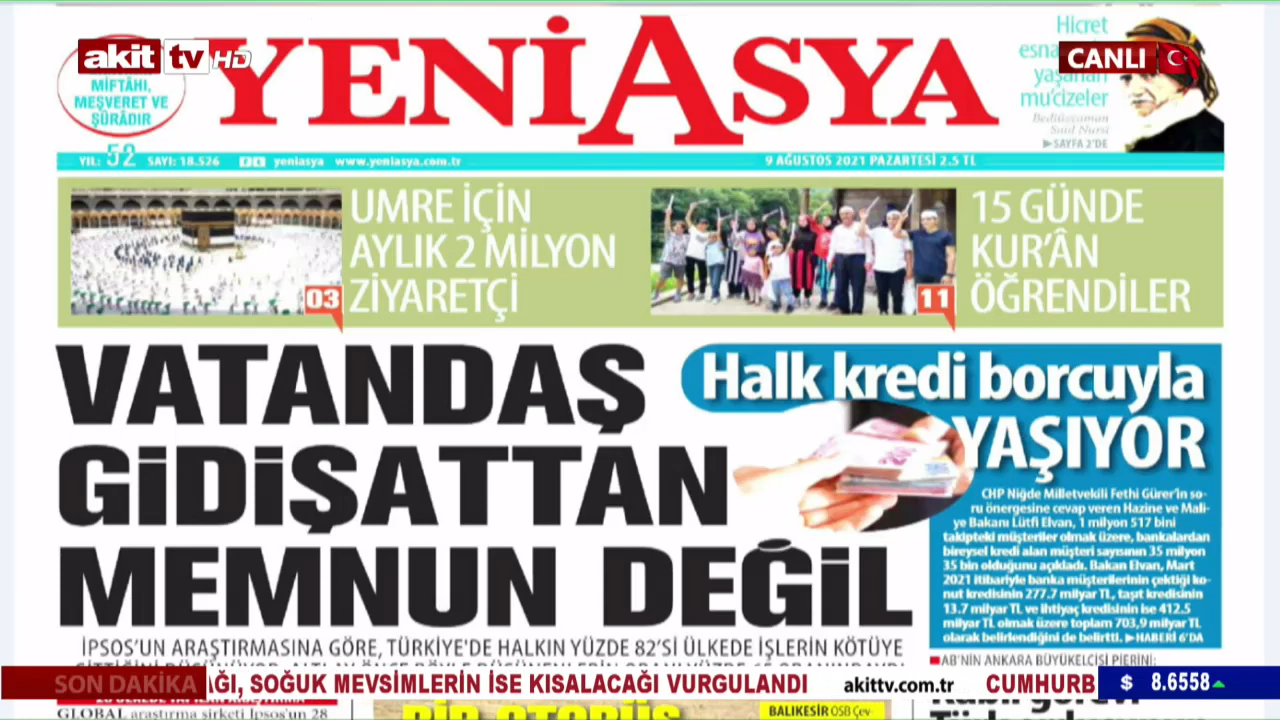 akit tv HD
CANLI
MİFTÂHI,
MEŞVERET VE
ŞÛRÂDIR
YENİASYA
Hicret
yaşanan
mu'cizeler
Bediüzzaman
Said Nursi
▶SAYFA 2'DE
YIL: 52 SAYI: 18.526 yeniasya www.yeniasya.com.tr 9 AĞUSTOS 2021 PAZARTESİ 2.5 TL
UMRE İÇİN
AYLIK 2 MİLYON
ZİYARETÇİ
03
15 GÜNDE
KUR'ÂN
ÖĞRENDİLER
11
VATANDAŞ
GİDİŞATTAN
MEMNUN DEĞİL
Halk kredi borcuyla
YAŞIYOR
CHP Niğde Milletvekili Fethi Gürer'in so-
ru önergesine cevap veren Hazine ve Mali-
ye Bakanı Lütfi Elvan, 1 milyon 517 bini
takipteki müşteriler olmak üzere, bankalardan
bireysel kredi alan müşteri sayısının 35 milyon
35 bin olduğunu açıkladı. Bakan Elvan, Mart
2021 itibariyle banka müşterilerinin çektiği ko-
nut kredisinin 277.7 milyar TL, taşıt kredisinin
13.7 milyar TL ve ihtiyaç kredisinin ise 412.5
milyar TL olmak üzere toplam 703,9 milyar TL
olarak belirlendiğini de belirtti. ▶HABERİ 6'DA
İPSOS'UN ARAŞTIRMASINA GÖRE, TÜRKİYE'DE HALKIN YÜZDE 82'Sİ ÜLKEDE İŞLERİN KÖTÜYE
AB'NİN ANKARA BÜYÜKELÇİSİ PIERINI:
SON DAKİKA AĞI, SOĞUK MEVSİMLERİN İSE KISALACAĞI VURGULANDI akittv.com.tr CUMHURB $ 8.6558
GLOBAL araştırma şirketi Ipsos'un 28
BALIKESİR OSB Çev-